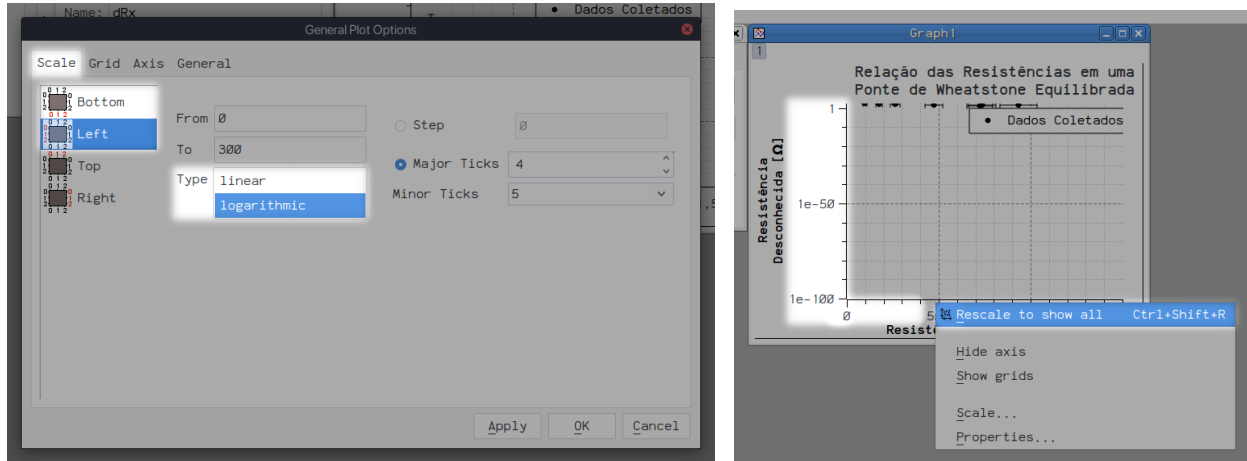 Name: dRx
Dados Coletados
General Plot Options
Scale Grid Axis General
Bottom
Left
Top
Right
From 0
To 300
Type linear
logarithmic
Step 0
Major Ticks 4
Minor Ticks 5
Apply OK Cancel
Graph1
1
Relação das Resistências em uma
Ponte de Wheatstone Equilibrada
Dados Coletados
Resistência
Desconhecida [Ω]
1
1e-50
1e-100
0
Rescale to show all Ctrl+Shift+R
Hide axis
Show grids
Scale...
Properties...